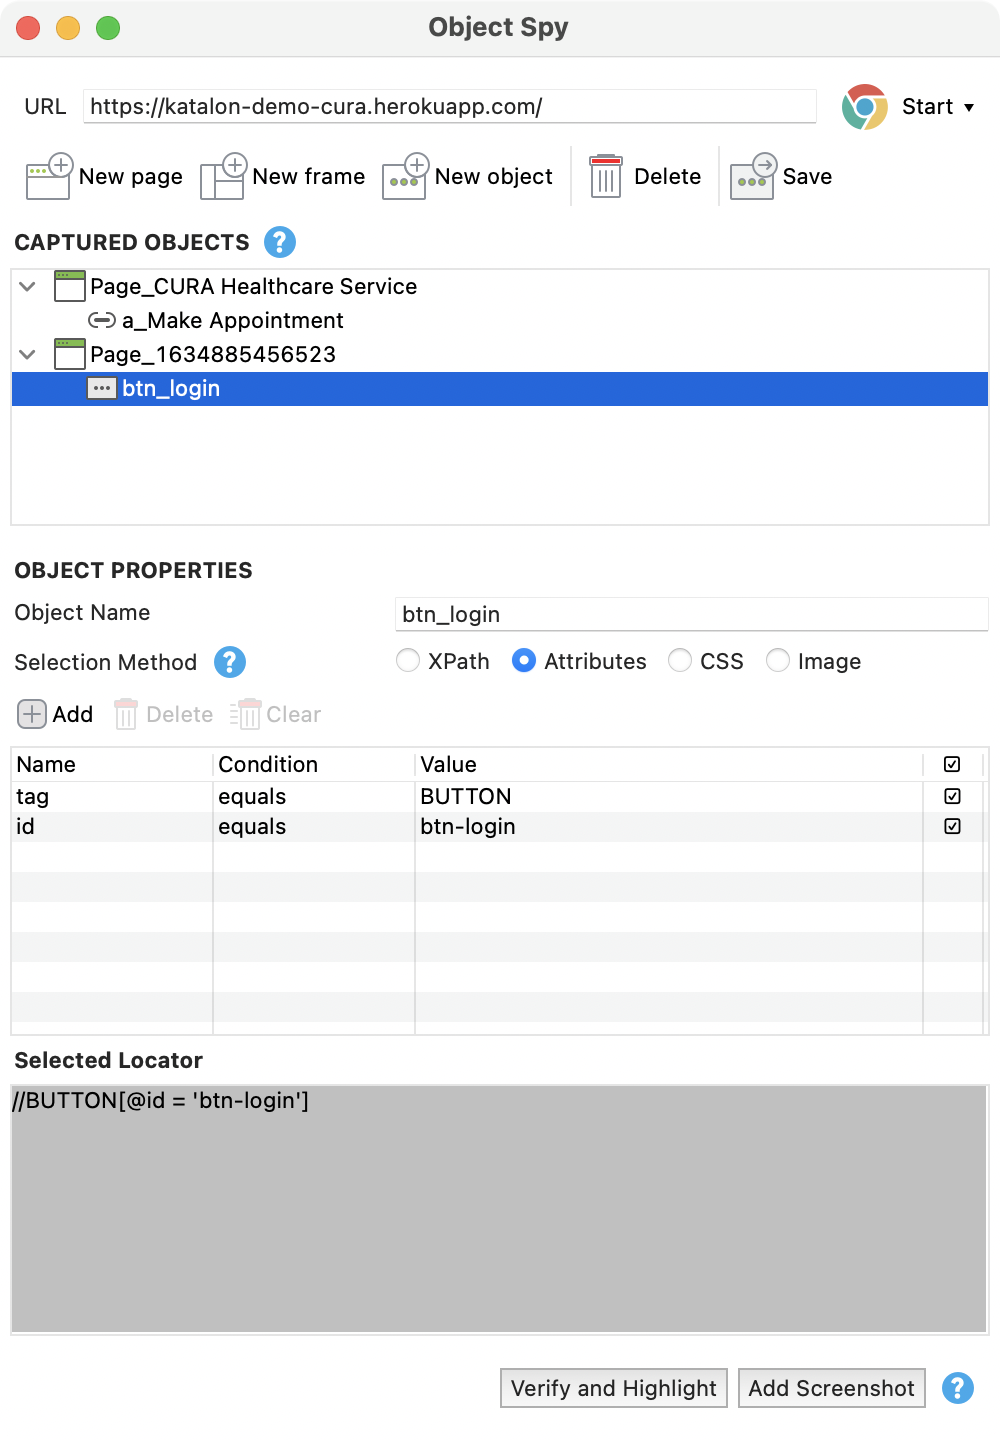 Object Spy
URL https://katalon-demo-cura.herokuapp.com/ Start
New page New frame New object Delete Save
CAPTURED OBJECTS ?
Page_CURA Healthcare Service
a_Make Appointment
Page_1634885456523
btn_login
OBJECT PROPERTIES
Object Name btn_login
Selection Method ? XPath Attributes CSS Image
Add Delete Clear
Name Condition Value
tag equals BUTTON
id equals btn-login
Selected Locator
//BUTTON[@id = 'btn-login']
Verify and Highlight Add Screenshot ?